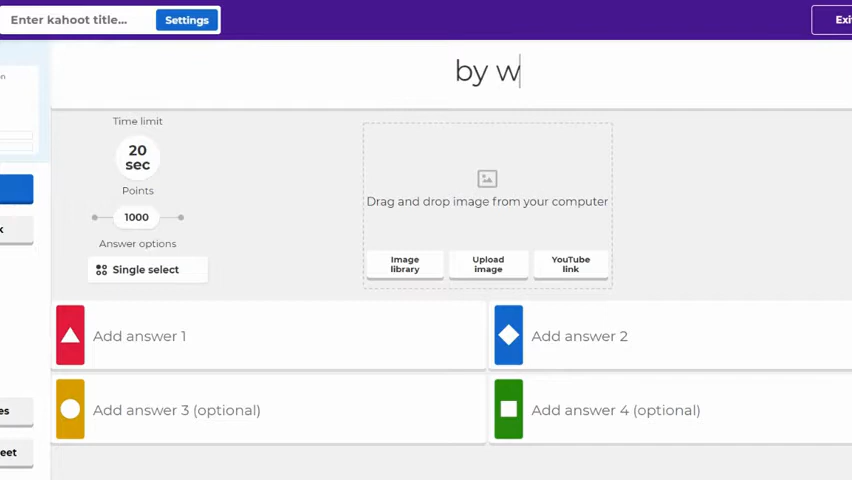 Enter kahoot title...
Settings
by w
Time limit
20
sec
Points
1000
Answer options
Single select
Drag and drop image from your computer
Image
library
Upload
image
YouTube
link
Add answer 1
Add answer 2
Add answer 3 (optional)
Add answer 4 (optional)